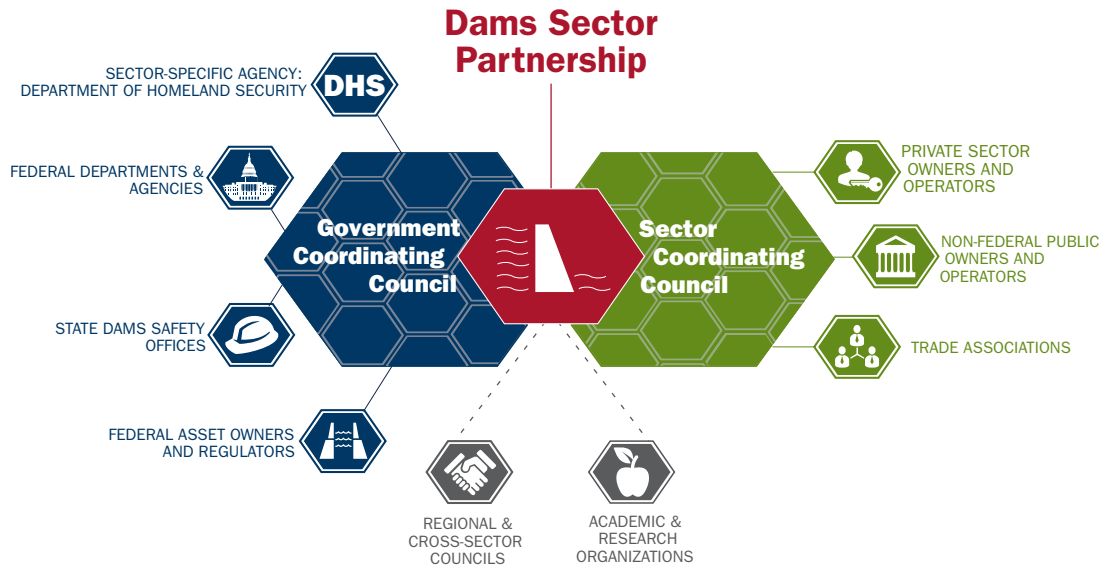 Dams Sector
Partnership
SECTOR-SPECIFIC AGENCY:
DEPARTMENT OF HOMELAND SECURITY
DHS
FEDERAL DEPARTMENTS &
AGENCIES
STATE DAMS SAFETY
OFFICES
FEDERAL ASSET OWNERS
AND REGULATORS
Government
Coordinating
Council
Sector
Coordinating
Council
PRIVATE SECTOR
OWNERS AND
OPERATORS
NON-FEDERAL PUBLIC
OWNERS AND
OPERATORS
TRADE ASSOCIATIONS
REGIONAL &
CROSS-SECTOR
COUNCILS
ACADEMIC &
RESEARCH
ORGANIZATIONS